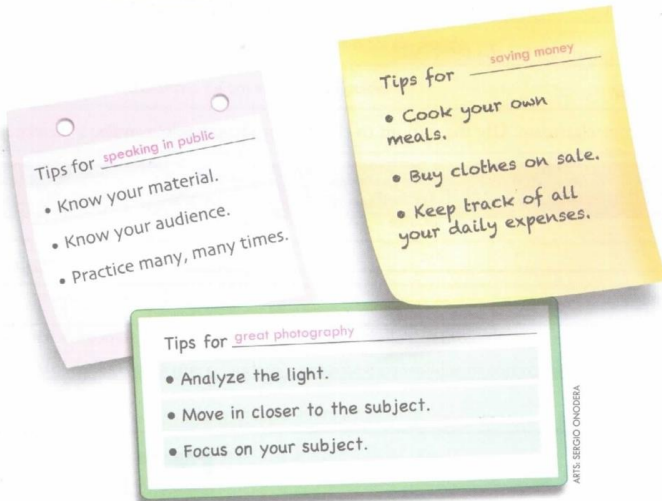 Tips for speaking in public
• Know your material.
• Know your audience.
• Practice many, many times.
Tips for saving money
• Cook your own
meals.
• Buy clothes on sale.
• Keep track of all
your daily expenses.
Tips for great photography
• Analyze the light.
• Move in closer to the subject.
• Focus on your subject.
ARTS: SERGIO ONODERA